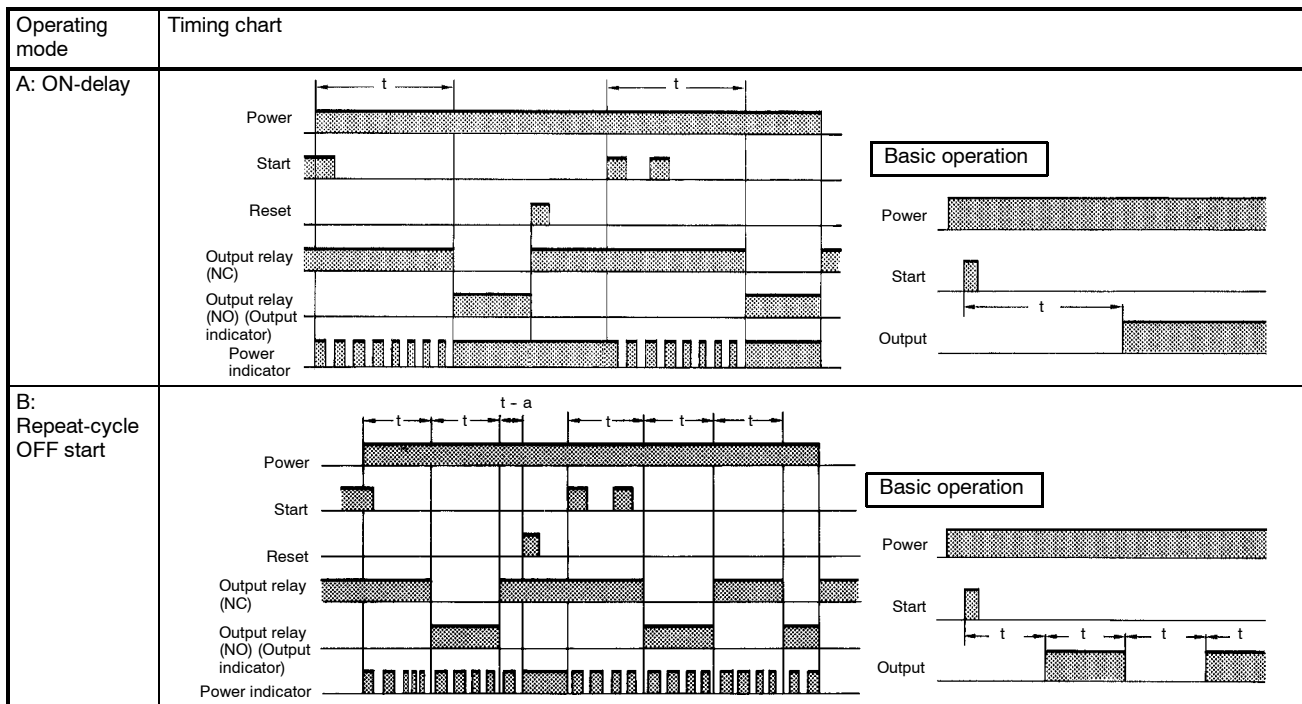 Operating
mode
Timing chart
A: ON-delay
t
t
Power
Start
Reset
Output relay
(NC)
Output relay
(NO) (Output
indicator)
Power
indicator
Basic operation
Power
Start
t
Output
B:
Repeat-cycle
OFF start
t - a
t
t
t
t
t
Power
Start
Reset
Output relay
(NC)
Output relay
(NO) (Output
indicator)
Power indicator
Basic operation
Power
Start
t
t
t
t
Output